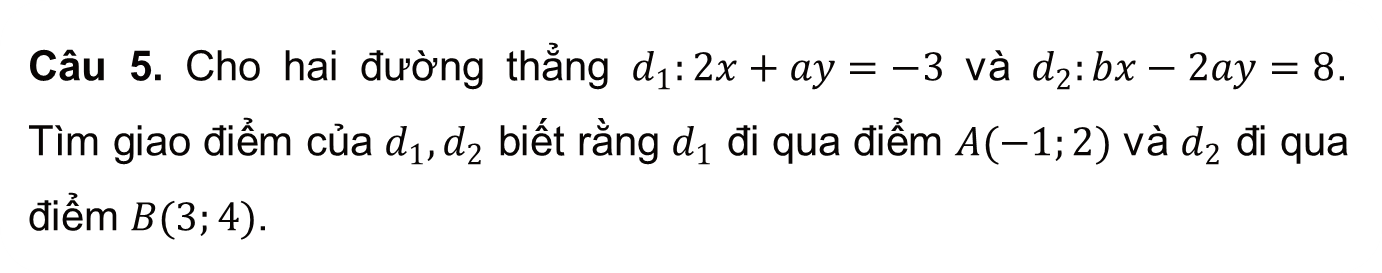 Câu 5. Cho hai đường thẳng d₁: 2x + ay = −3 và d₂: bx − 2ay = 8.
Tìm giao điểm của d₁, d₂ biết rằng d₁ đi qua điểm A(−1; 2) và d₂ đi qua
điểm B(3; 4).